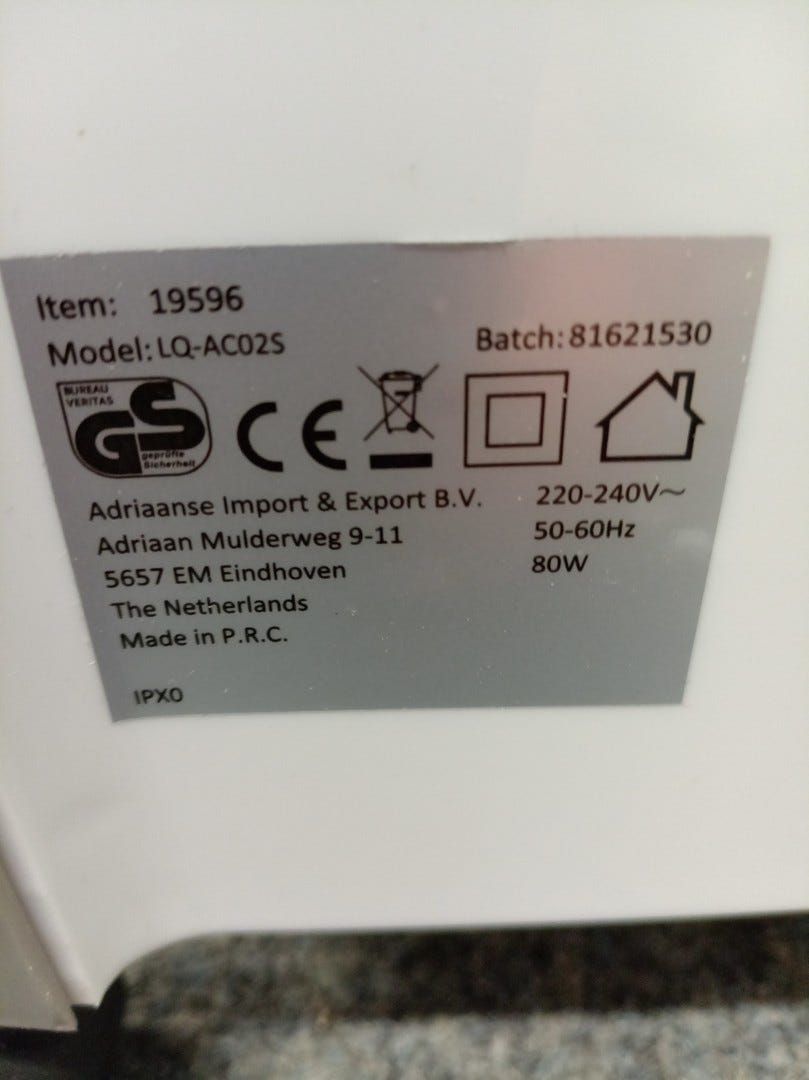 Item: 19596
Model: LQ-AC02S
Batch: 81621530
BUREAU
VERITAS
GS
geprüfte
Sicherheit
CE
Adriaanse Import & Export B.V.
Adriaan Mulderweg 9-11
5657 EM Eindhoven
The Netherlands
Made in P.R.C.
220-240V~
50-60Hz
80W
IPX0